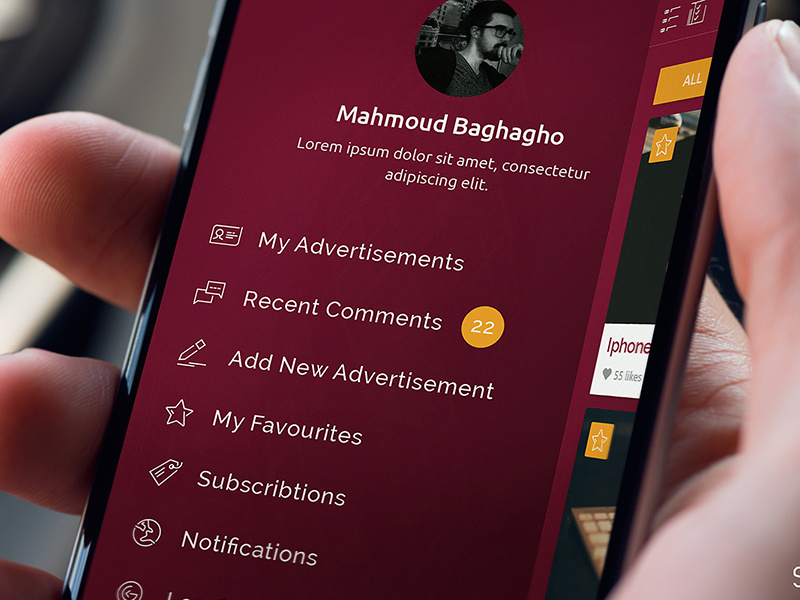 Mahmoud Baghagho
Lorem ipsum dolor sit amet, consectetur
adipiscing elit.
ALL
My Advertisements
Recent Comments 22
Add New Advertisement
Iphone
55 likes
My Favourites
Subscribtions
Notifications